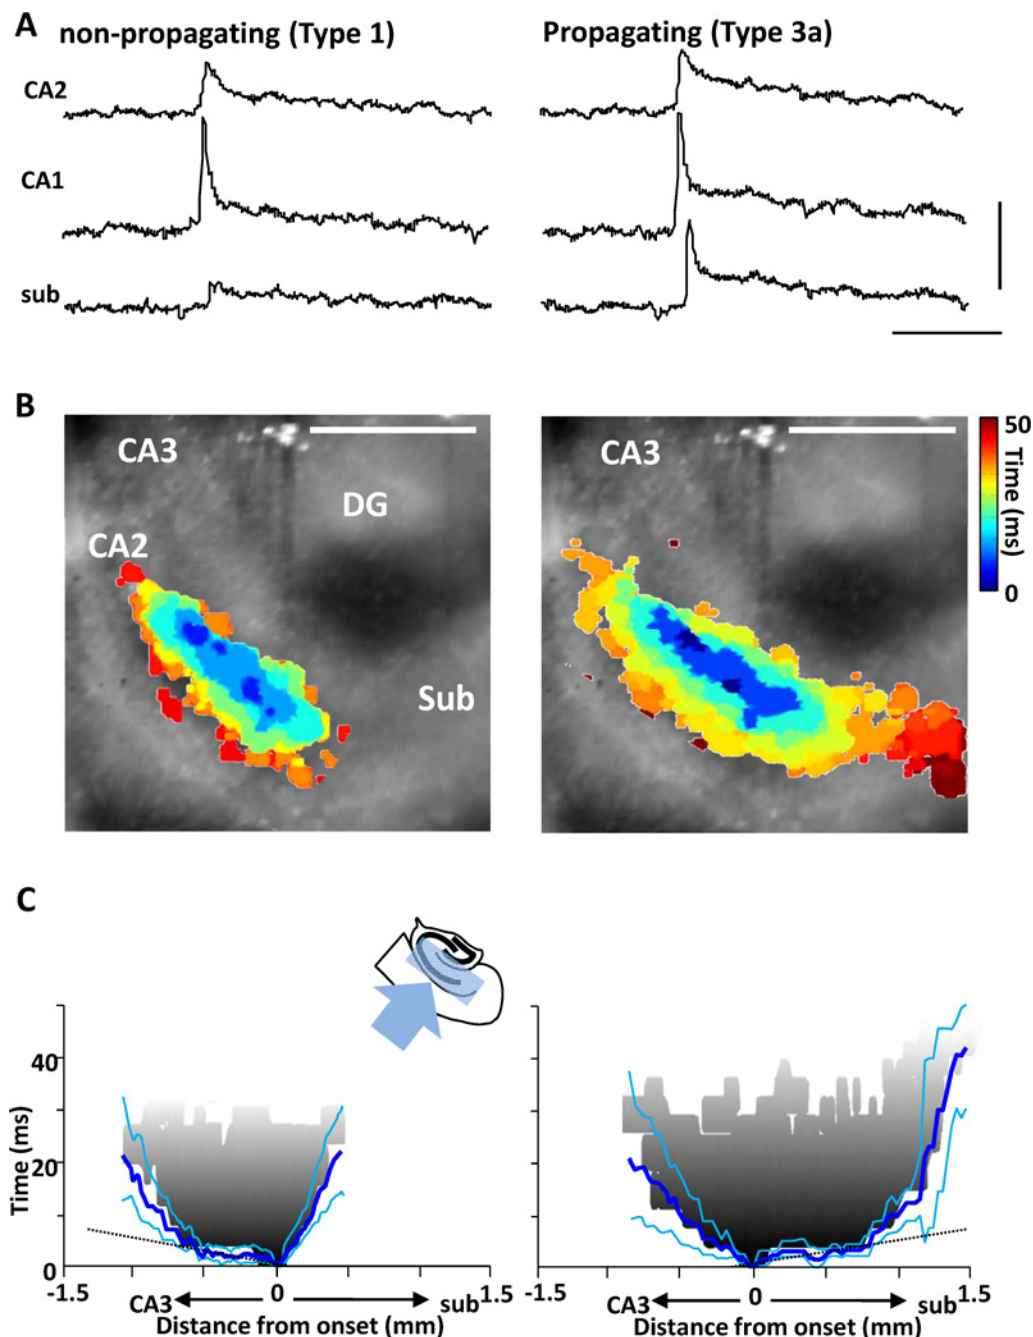 A
non-propagating (Type 1)
Propagating (Type 3a)
CA2
CA1
sub
B
CA3
DG
CA2
Sub
CA3
50
Time (ms)
0
C
40
20
0
Time (ms)
-1.5
0
1.5
CA3
sub
Distance from onset (mm)
-1.5
0
1.5
CA3
sub
Distance from onset (mm)